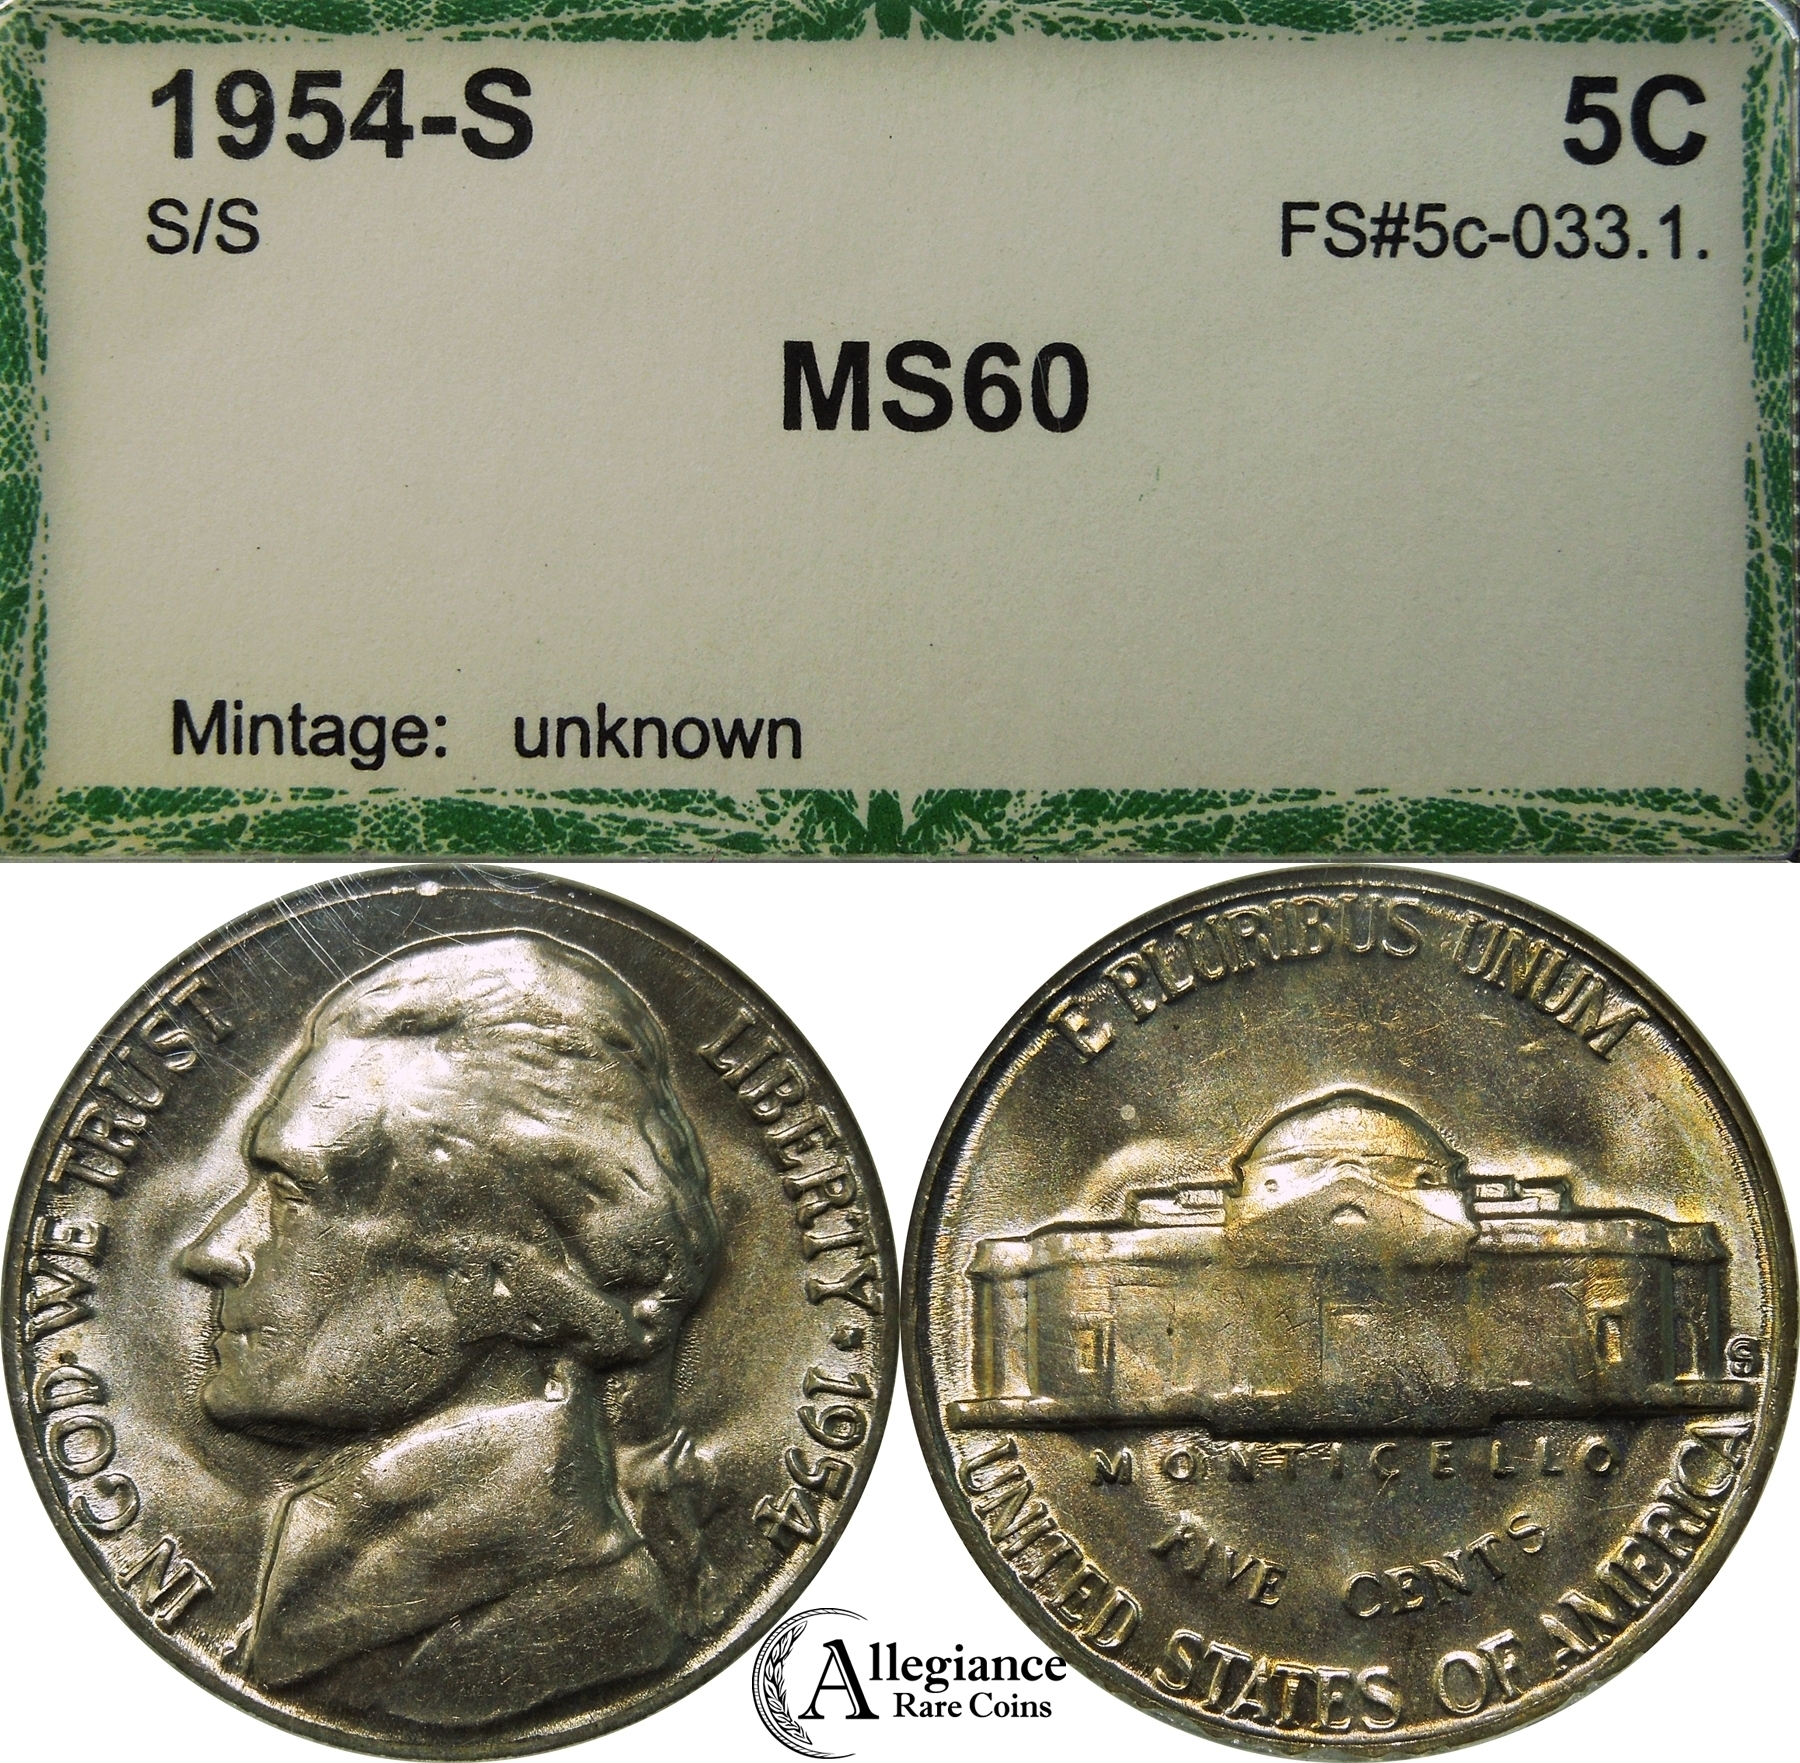 1954-S 5C
S/S FS#5c-033.1.
MS60
Mintage: unknown
IN GOD WE TRUST LIBERTY 1954
E PLURIBUS UNUM
S
MONTICELLO
FIVE CENTS
UNITED STATES OF AMERICA
Allegiance
Rare Coins